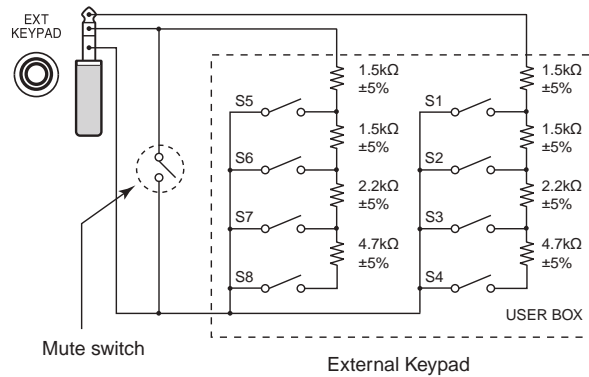 EXT
KEYPAD
1.5kΩ
±5%
1.5kΩ
±5%
S5
S1
1.5kΩ
±5%
1.5kΩ
±5%
S6
S2
2.2kΩ
±5%
2.2kΩ
±5%
S7
S3
4.7kΩ
±5%
4.7kΩ
±5%
S8
S4
USER BOX
Mute switch
External Keypad